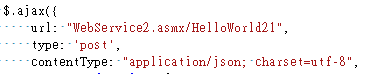 $.ajax({
url: "WebService2.asmx/HelloWorld21",
type: 'post',
contentType: "application/json; charset=utf-8",